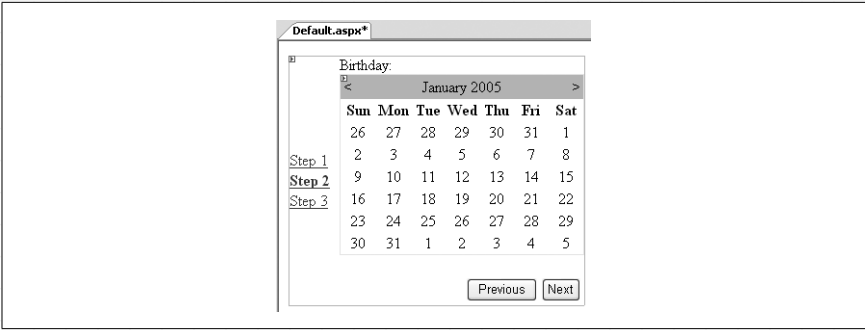 Default.aspx*
Birthday:
< January 2005 >
Sun Mon Tue Wed Thu Fri Sat
26 27 28 29 30 31 1
2 3 4 5 6 7 8
9 10 11 12 13 14 15
16 17 18 19 20 21 22
23 24 25 26 27 28 29
30 31 1 2 3 4 5
Step 1
Step 2
Step 3
Previous Next